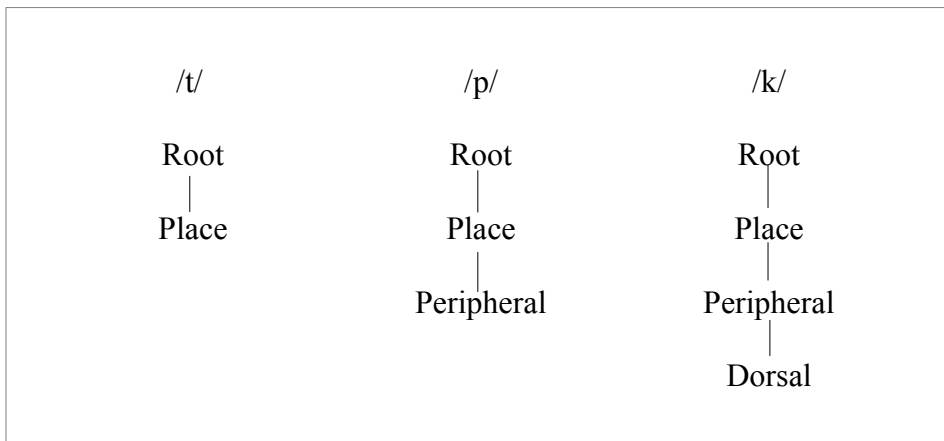 /t/ /p/ /k/
Root Root Root
Place Place Place
Peripheral Peripheral
Dorsal